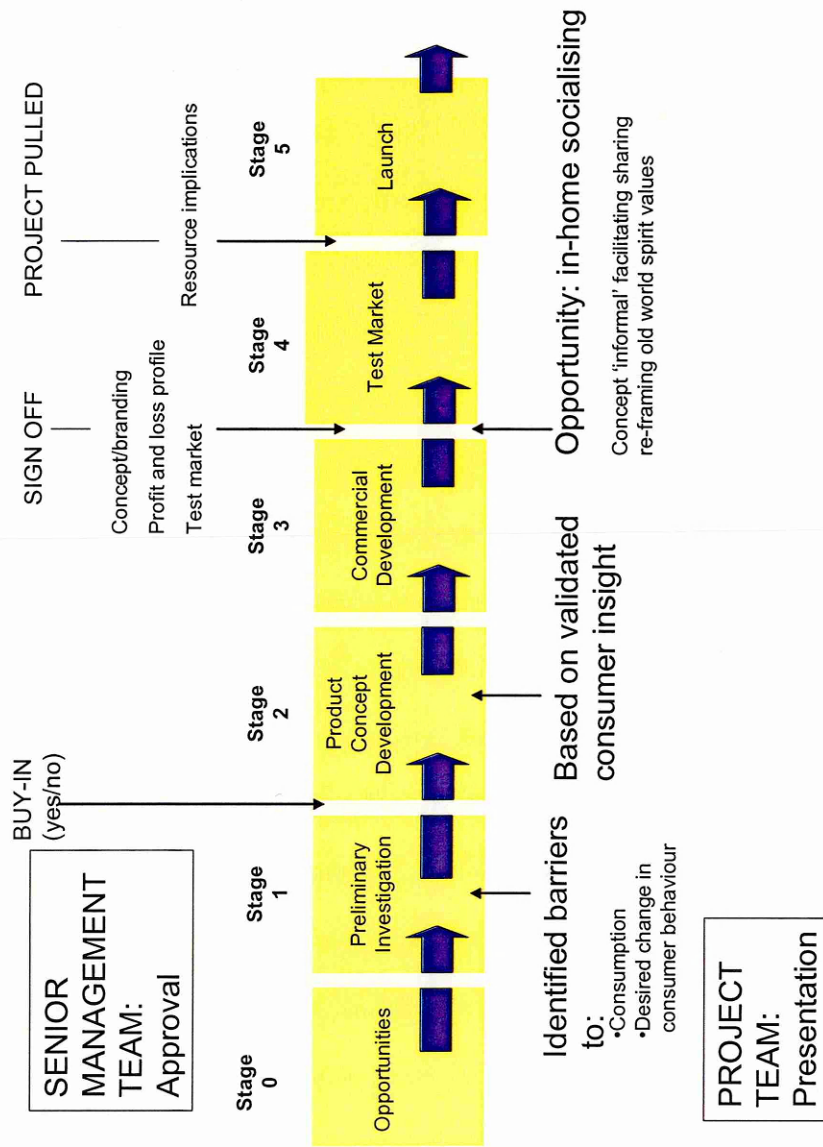 SENIOR
MANAGEMENT
TEAM:
Approval
BUY-IN
(yes/no)
SIGN OFF
Concept/branding
Profit and loss profile
Test market
PROJECT PULLED
Resource implications
Stage
0
Stage
1
Stage
2
Stage
3
Stage
4
Stage
5
Opportunities
Preliminary
Investigation
Product
Concept
Development
Commercial
Development
Test Market
Launch
Identified barriers
to:
•Consumption
•Desired change in
consumer behaviour
Based on validated
consumer insight
Opportunity: in-home socialising
Concept ‘informal’ facilitating sharing
re-framing old world spirit values
PROJECT
TEAM:
Presentation